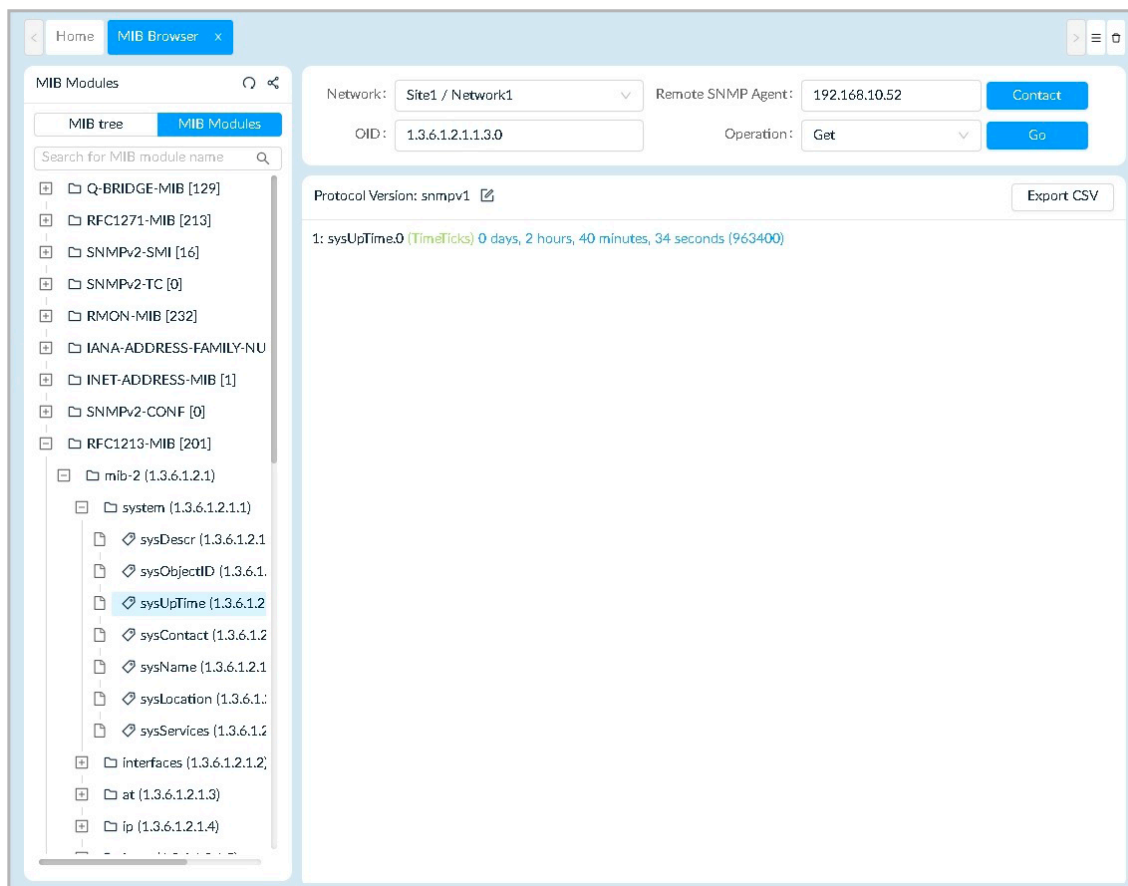 Home
MIB Browser x
MIB Modules
MIB tree
MIB Modules
Search for MIB module name
Q-BRIDGE-MIB [129]
RFC1271-MIB [213]
SNMPv2-SMI [16]
SNMPv2-TC [0]
RMON-MIB [232]
IANA-ADDRESS-FAMILY-NU
INET-ADDRESS-MIB [1]
SNMPv2-CONF [0]
RFC1213-MIB [201]
mib-2 (1.3.6.1.2.1)
system (1.3.6.1.2.1.1)
sysDescr (1.3.6.1.2.1
sysObjectID (1.3.6.1.
sysUpTime (1.3.6.1.2
sysContact (1.3.6.1.2
sysName (1.3.6.1.2.1
sysLocation (1.3.6.1.:
sysServices (1.3.6.1.2
interfaces (1.3.6.1.2.1.2)
at (1.3.6.1.2.1.3)
ip (1.3.6.1.2.1.4)
Network: Site1 / Network1 Remote SNMP Agent: 192.168.10.52 Contact
OID: 1.3.6.1.2.1.1.3.0 Operation: Get Go
Protocol Version: snmpv1 Export CSV
1: sysUpTime.0 (TimeTicks) 0 days, 2 hours, 40 minutes, 34 seconds (963400)